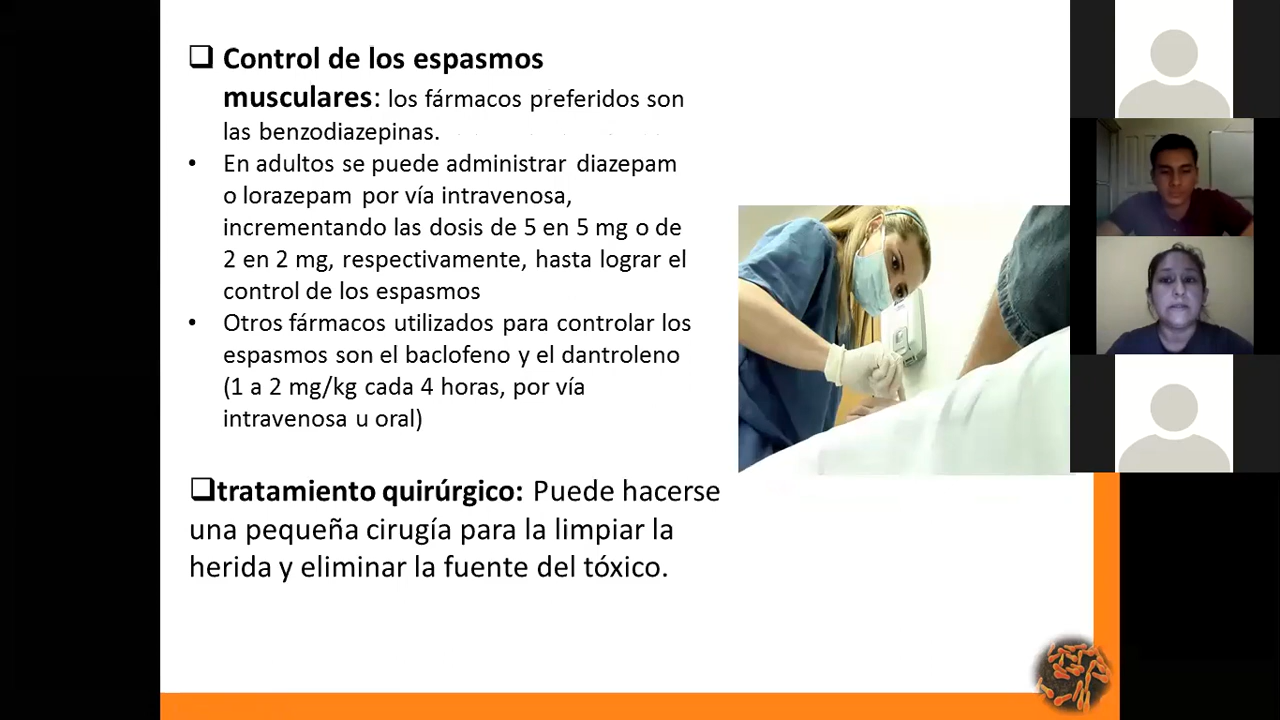 Control de los espasmos
musculares: los fármacos preferidos son
las benzodiazepinas.
• En adultos se puede administrar diazepam
o lorazepam por vía intravenosa,
incrementando las dosis de 5 en 5 mg o de
2 en 2 mg, respectivamente, hasta lograr el
control de los espasmos
• Otros fármacos utilizados para controlar los
espasmos son el baclofeno y el dantroleno
(1 a 2 mg/kg cada 4 horas, por vía
intravenosa u oral)
tratamiento quirúrgico: Puede hacerse
una pequeña cirugía para la limpiar la
herida y eliminar la fuente del tóxico.